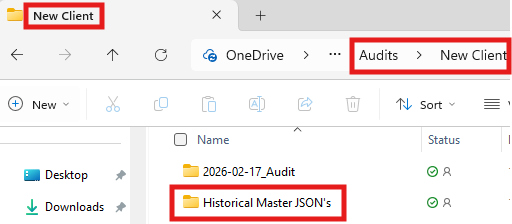 New Client
OneDrive > ... Audits > New Client
New Sort
Name Status
Desktop 2026-02-17_Audit
Downloads Historical Master JSON's